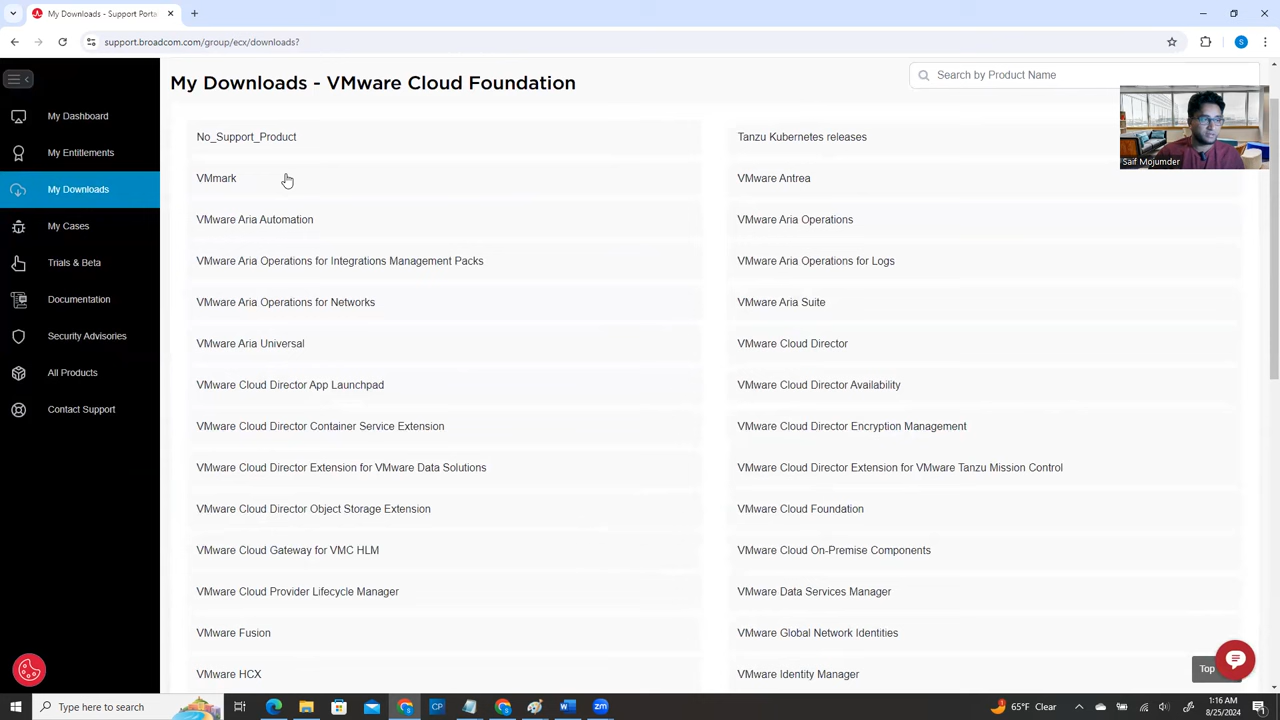 My Downloads - Support Porta
support.broadcom.com/group/ecx/downloads?
S
My Downloads - VMware Cloud Foundation
Search by Product Name
My Dashboard
My Entitlements
My Downloads
My Cases
Trials & Beta
Documentation
Security Advisories
All Products
Contact Support
No_Support_Product
Tanzu Kubernetes releases
Saif Mojumder
VMmark
VMware Antrea
VMware Aria Automation
VMware Aria Operations
VMware Aria Operations for Integrations Management Packs
VMware Aria Operations for Logs
VMware Aria Operations for Networks
VMware Aria Suite
VMware Aria Universal
VMware Cloud Director
VMware Cloud Director App Launchpad
VMware Cloud Director Availability
VMware Cloud Director Container Service Extension
VMware Cloud Director Encryption Management
VMware Cloud Director Extension for VMware Data Solutions
VMware Cloud Director Extension for VMware Tanzu Mission Control
VMware Cloud Director Object Storage Extension
VMware Cloud Foundation
VMware Cloud Gateway for VMC HLM
VMware Cloud On-Premise Components
VMware Cloud Provider Lifecycle Manager
VMware Data Services Manager
VMware Fusion
VMware Global Network Identities
VMware HCX
VMware Identity Manager
Top
Type here to search
CP
W
zm
65°F Clear
1:16 AM
8/25/2024